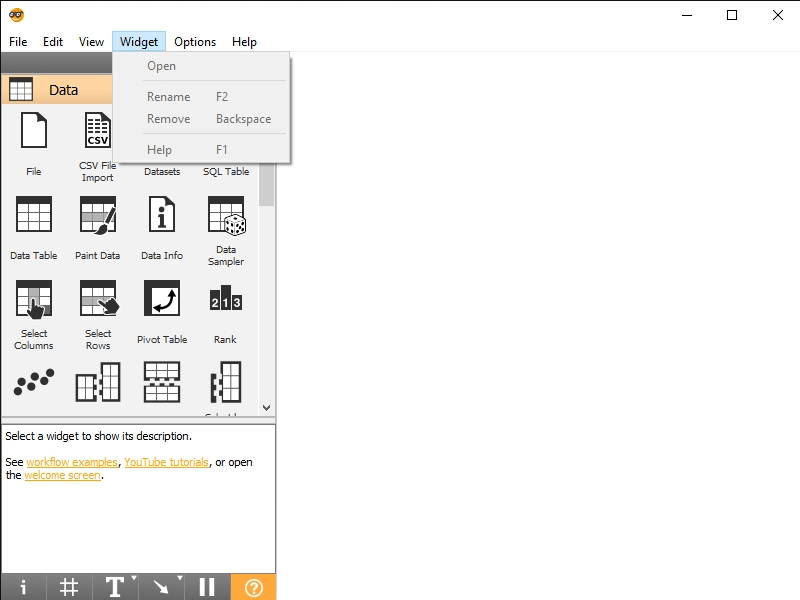 File Edit View Widget Options Help
Open
Rename F2
Remove Backspace
Help F1
Data
CSV
File
CSV File
Import
Datasets
SQL Table
Data Table
Paint Data
Data Info
Data
Sampler
Select
Columns
Select
Rows
Pivot Table
2 1 3
Rank
Select a widget to show its description.
See workflow examples, YouTube tutorials, or open
the welcome screen.
i # T ?